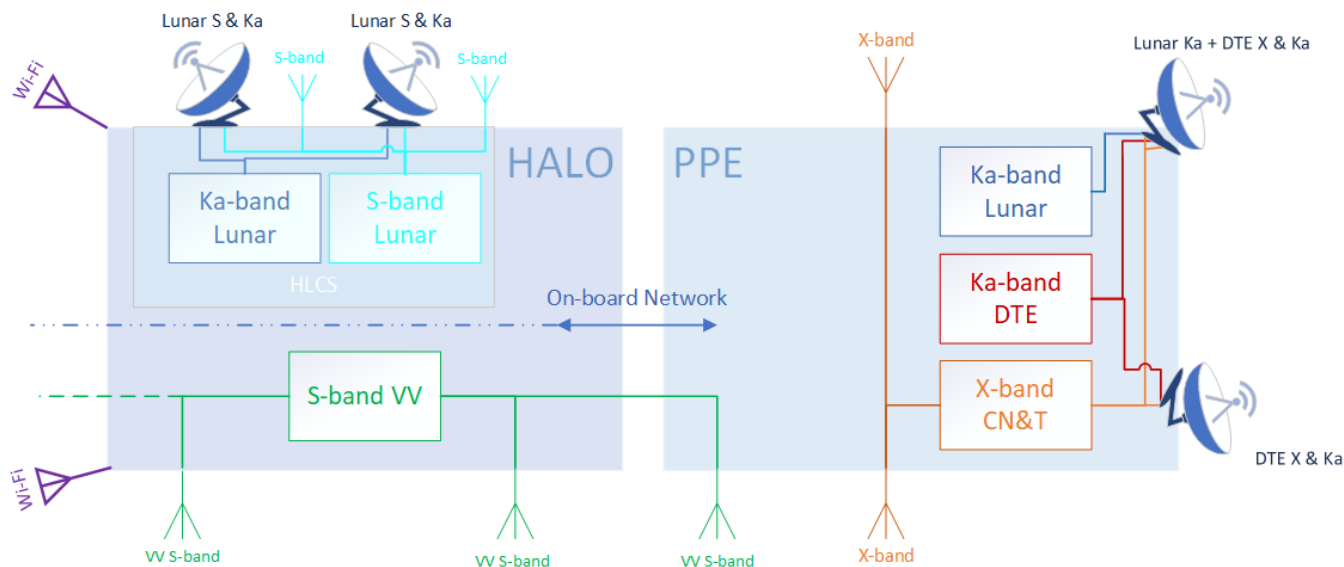 Lunar S & Ka
Lunar S & Ka
S-band
S-band
X-band
Lunar Ka + DTE X & Ka
Wi-Fi
HALO
PPE
Ka-band
Lunar
S-band
Lunar
HLCS
Ka-band
Lunar
On-board Network
Ka-band
DTE
S-band VV
X-band
CN&T
Wi-Fi
DTE X & Ka
VV S-band
VV S-band
VV S-band
X-band